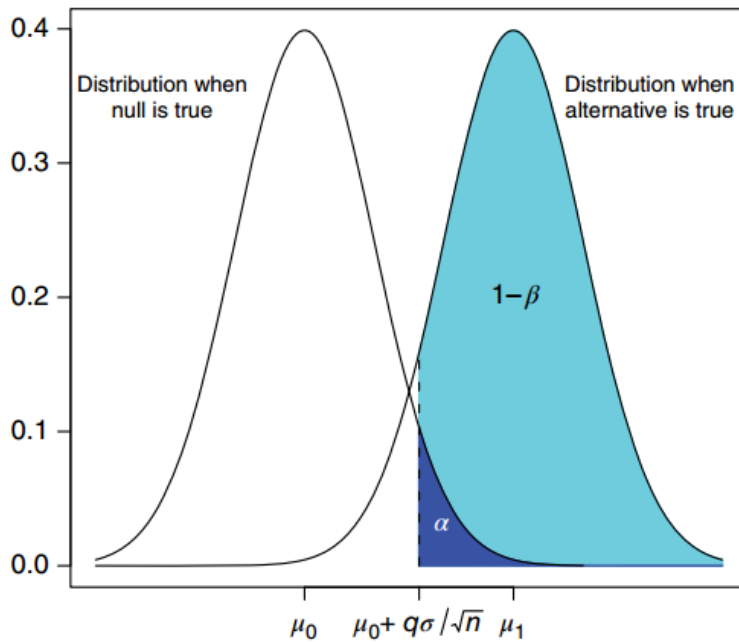 0.4
Distribution when
null is true
Distribution when
alternative is true
0.3
0.2
1−β
0.1
α
0.0
μ₀ μ₀+ qσ/√n μ₁